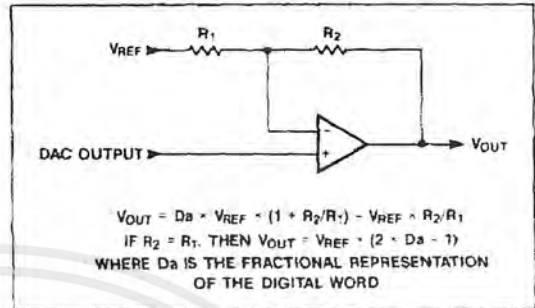 R1
R2
VREF
DAC OUTPUT
-
+
VOUT
VOUT = Da × VREF × (1 + R2/R1) - VREF × R2/R1
IF R2 = R1, THEN VOUT = VREF × (2 × Da - 1)
WHERE Da IS THE FRACTIONAL REPRESENTATION
OF THE DIGITAL WORD